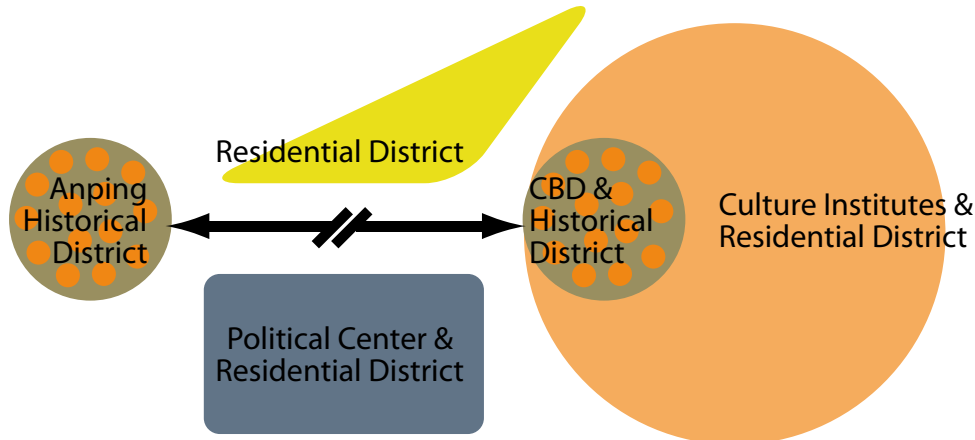 Residential District
Anping
Historical
District
CBD &
Historical
District
Culture Institutes &
Residential District
Political Center &
Residential District